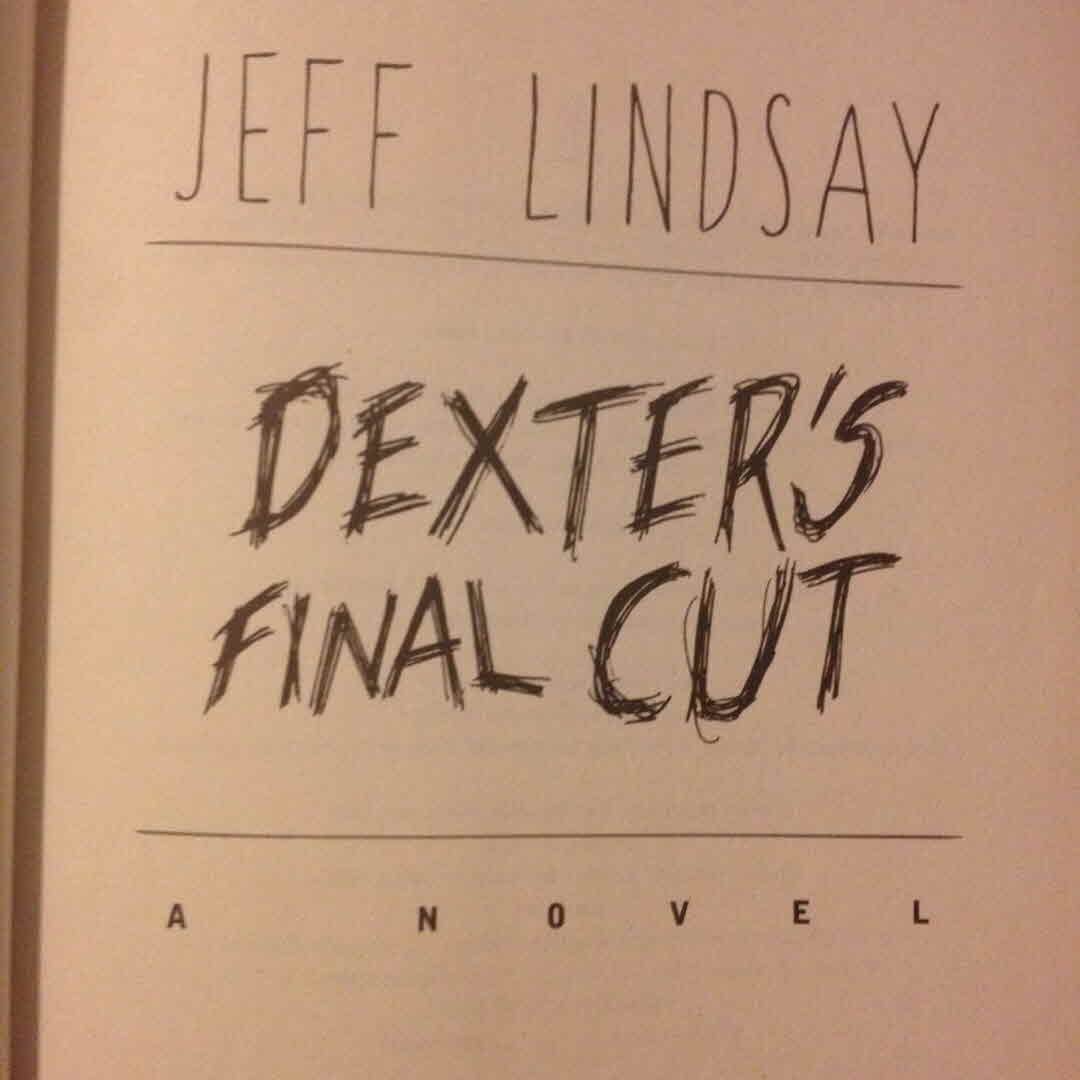 JEFF LINDSAY
DEXTER'S
FINAL CUT
A NOVEL